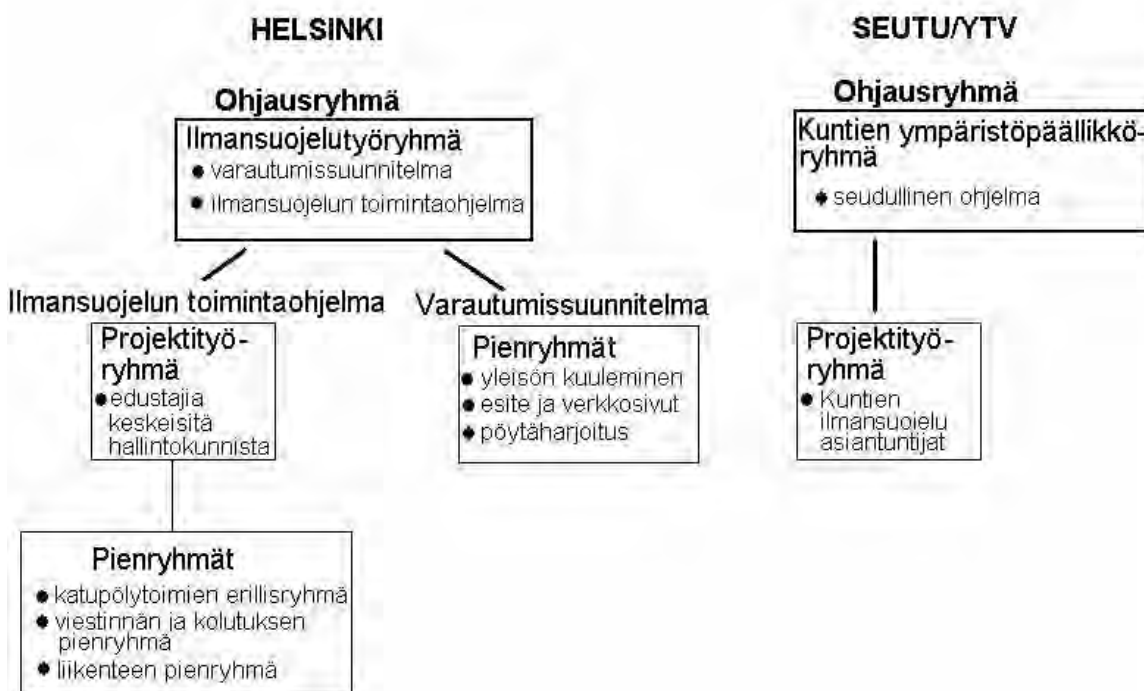 HELSINKI
Ohjausryhmä
Ilmansuojelutyöryhmä
● varautumissuunnitelma
● ilmansuojelun toimintaohjelma
Ilmansuojelun toimintaohjelma
Projektityö-
ryhmä
● edustajia
keskeisitä
hallintokunnista
Pienryhmät
● katupölytoimien erillisryhmä
● viestinnän ja kolutuksen
pienryhmä
● liikenteen pienryhmä
Varautumissuunnitelma
Pienryhmät
● yleisön kuuleminen
● esite ja verkkosivut
● pöytäharjoitus
SEUTU/YTV
Ohjausryhmä
Kuntien ympäristöpäällikkö-
ryhmä
● seudullinen ohjelma
Projektityö-
ryhmä
● Kuntien
ilmansuojelu
asiantuntijat